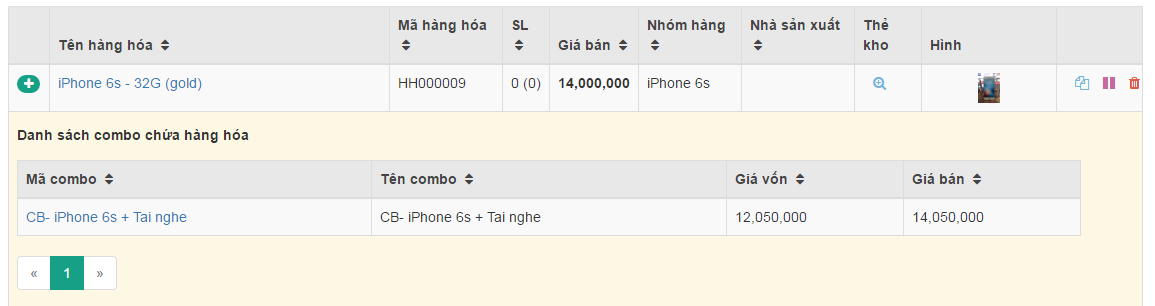 Tên hàng hóa
Mã hàng hóa
SL
Giá bán
Nhóm hàng
Nhà sản xuất
Thẻ kho
Hình
iPhone 6s - 32G (gold)
HH000009
0 (0)
14,000,000
iPhone 6s
Danh sách combo chứa hàng hóa
Mã combo
Tên combo
Giá vốn
Giá bán
CB- iPhone 6s + Tai nghe
CB- iPhone 6s + Tai nghe
12,050,000
14,050,000
« 1 »